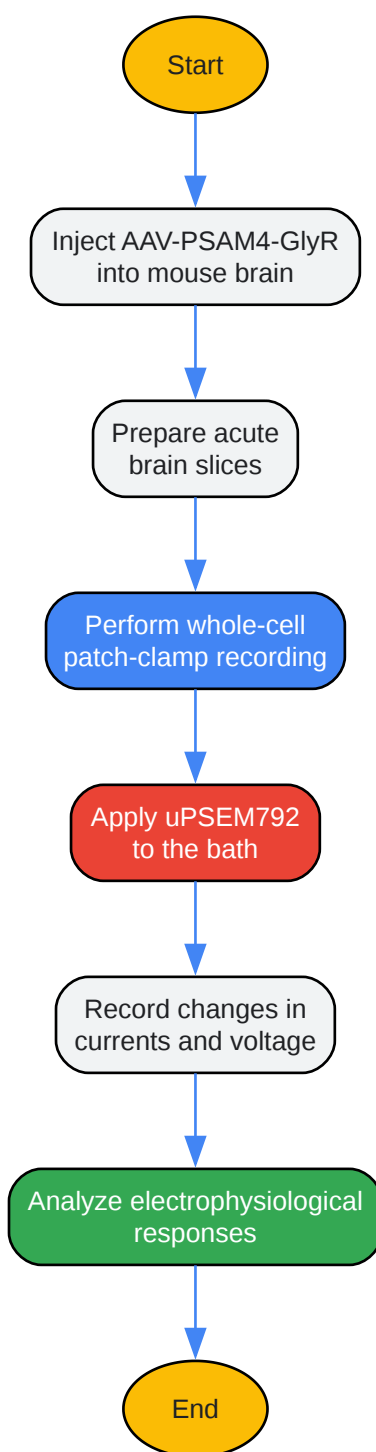 Start
Inject AAV-PSAM4-GlyR
into mouse brain
Prepare acute
brain slices
Perform whole-cell
patch-clamp recording
Apply uPSEM792
to the bath
Record changes in
currents and voltage
Analyze electrophysiological
responses
End